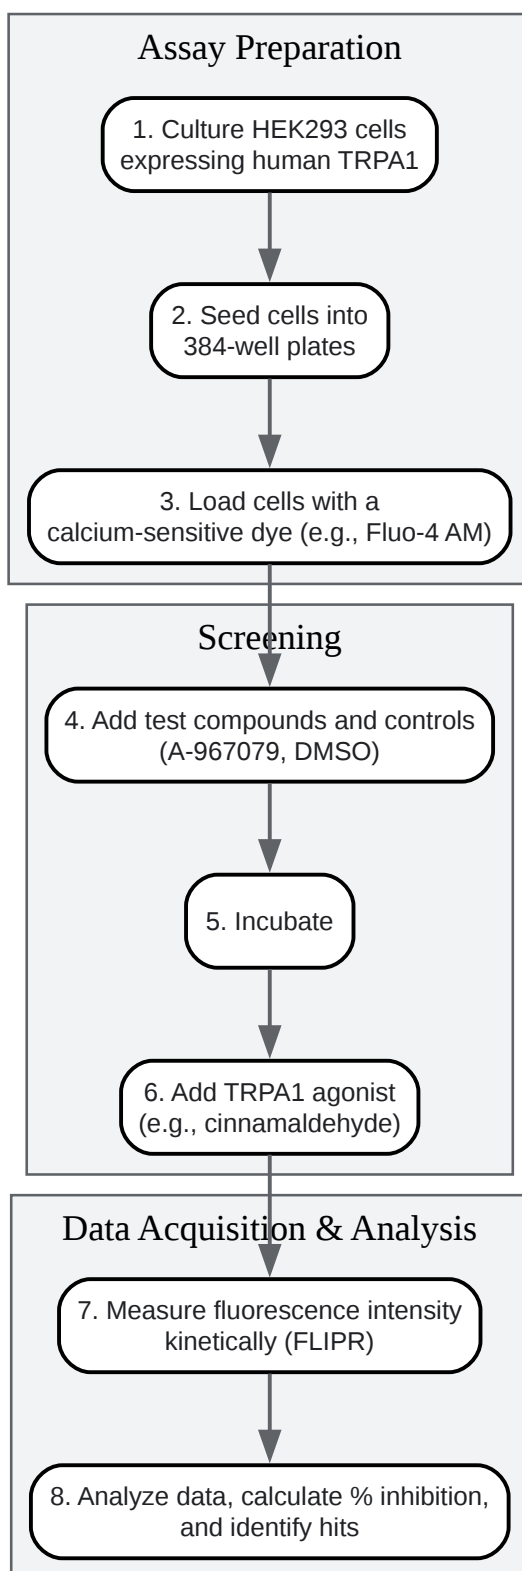 Assay Preparation
1. Culture HEK293 cells
expressing human TRPA1
2. Seed cells into
384-well plates
3. Load cells with a
calcium-sensitive dye (e.g., Fluo-4 AM)
Screening
4. Add test compounds and controls
(A-967079, DMSO)
5. Incubate
6. Add TRPA1 agonist
(e.g., cinnamaldehyde)
Data Acquisition & Analysis
7. Measure fluorescence intensity
kinetically (FLIPR)
8. Analyze data, calculate % inhibition,
and identify hits